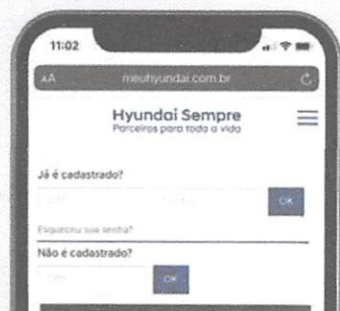 11:02
AA meuhyundai.com.br
Hyundai Sempre
Parceiros para toda a vida
Já é cadastrado?
OK
Esqueceu sua senha?
Não é cadastrado?
OK